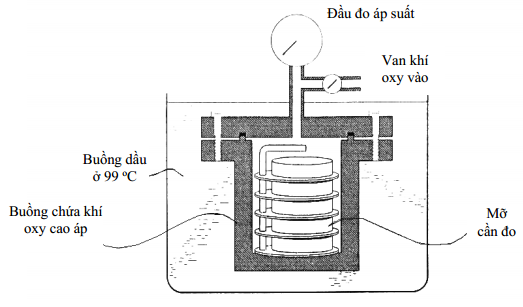 Đầu đo áp suất
Van khí
oxy vào
Buồng dầu
ở 99 ºC
Buồng chứa khí
oxy cao áp
Mỡ
cần đo